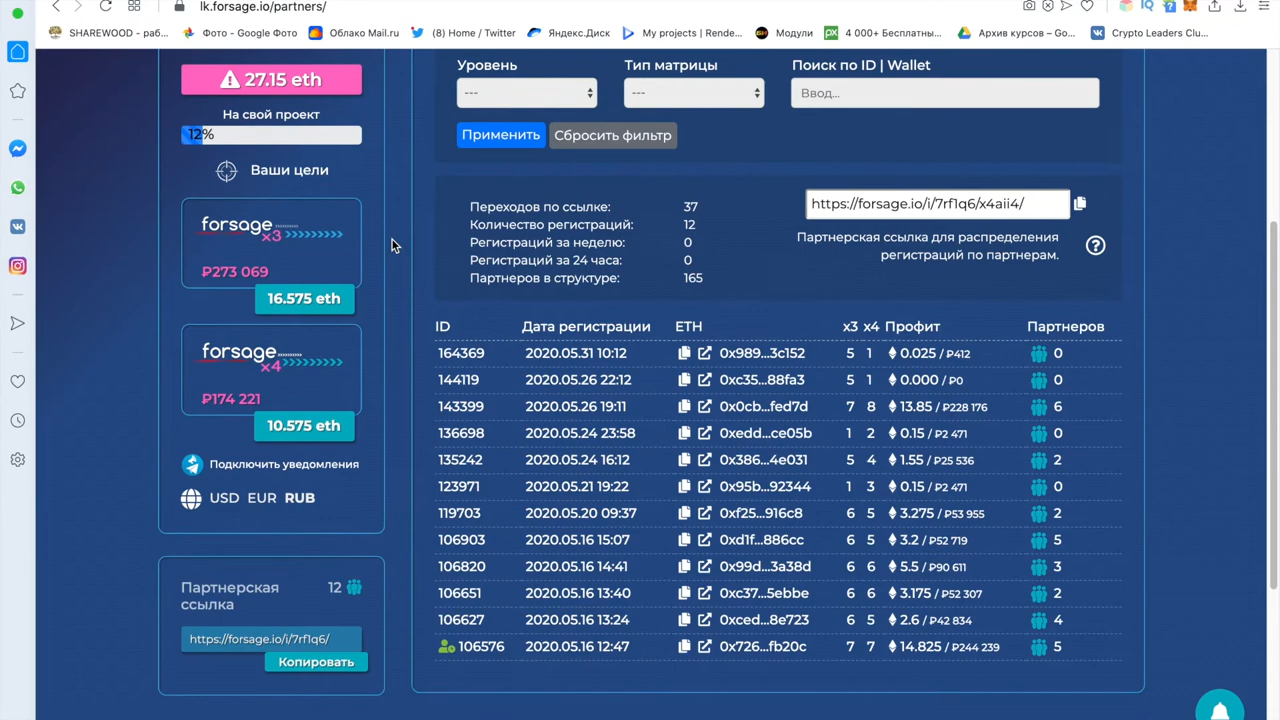 lk.forsage.io/partners/
SHAREWOOD - раб...
Фото - Google Фото
Облако Mail.ru
(8) Home / Twitter
Яндекс.Диск
My projects | Rende...
Модули
4 000+ Бесплатны...
Архив курсов – Go...
Crypto Leaders Clu...
27.15 eth
На свой проект
12%
Ваши цели
forsage x3
₽273 069
16.575 eth
forsage x4
₽174 221
10.575 eth
Подключить уведомления
USD EUR RUB
Партнерская 12
ссылка
https://forsage.io/i/7rf1q6/
Копировать
Уровень Тип матрицы Поиск по ID | Wallet
--- --- Ввод...
Применить Сбросить фильтр
Переходов по ссылке: 37
Количество регистраций: 12
Регистраций за неделю: 0
Регистраций за 24 часа: 0
Партнеров в структуре: 165
https://forsage.io/i/7rf1q6/x4aii4/
Партнерская ссылка для распределения
регистраций по партнерам.
ID Дата регистрации ETH x3 x4 Профит Партнеров
164369 2020.05.31 10:12 0x989...3c152 5 1 0.025 / ₽412 0
144119 2020.05.26 22:12 0xc35...88fa3 5 1 0.000 / ₽0 0
143399 2020.05.26 19:11 0x0cb...fed7d 7 8 13.85 / ₽228 176 6
136698 2020.05.24 23:58 0xedd...ce05b 1 2 0.15 / ₽2 471 0
135242 2020.05.24 16:12 0x386...4e031 5 4 1.55 / ₽25 536 2
123971 2020.05.21 19:22 0x95b...92344 1 3 0.15 / ₽2 471 0
119703 2020.05.20 09:37 0xf25...916c8 6 5 3.275 / ₽53 955 2
106903 2020.05.16 15:07 0xd1f...886cc 6 5 3.2 / ₽52 719 5
106820 2020.05.16 14:41 0x99d...3a38d 6 6 5.5 / ₽90 611 3
106651 2020.05.16 13:40 0xc37...5ebbe 6 6 3.175 / ₽52 307 2
106627 2020.05.16 13:24 0xced...8e723 6 5 2.6 / ₽42 834 4
106576 2020.05.16 12:47 0x726...fb20c 7 7 14.825 / ₽244 239 5